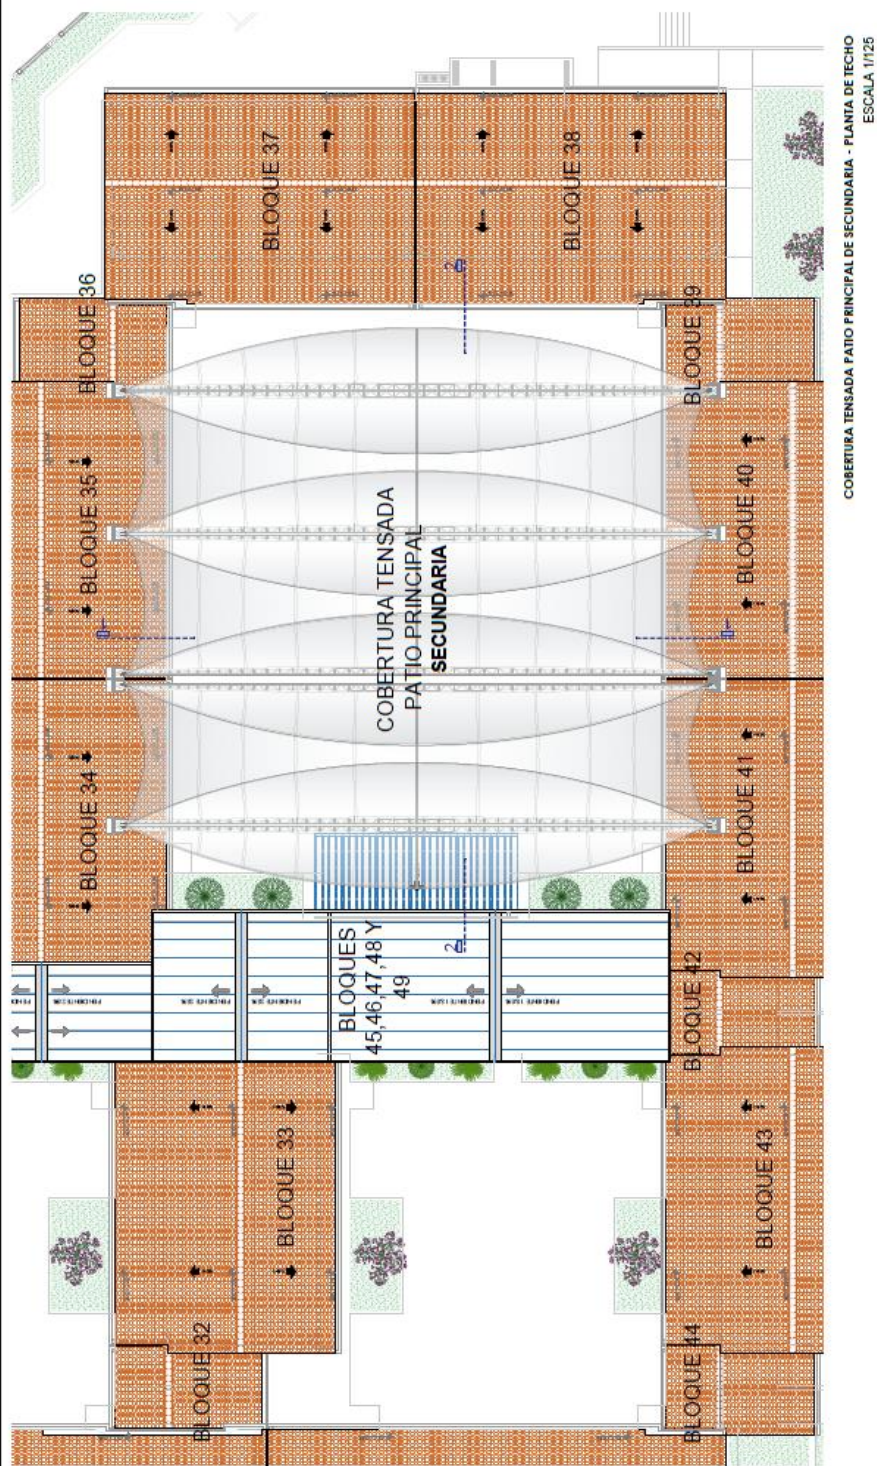 COBERTURA TENSADA PATIO PRINCIPAL DE SECUNDARIA - PLANTA DE TECHO
ESCALA 1/125
BLOQUE 37
BLOQUE 38
BLOQUE 36
BLOQUE 39
2
BLOQUE 35
BLOQUE 40
COBERTURA TENSADA
PATIO PRINCIPAL
SECUNDARIA
BLOQUE 34
BLOQUE 41
BLOQUES
45,46,47,48 Y
49
2
BLOQUE 42
BLOQUE 33
BLOQUE 43
BLOQUE 32
BLOQUE 44